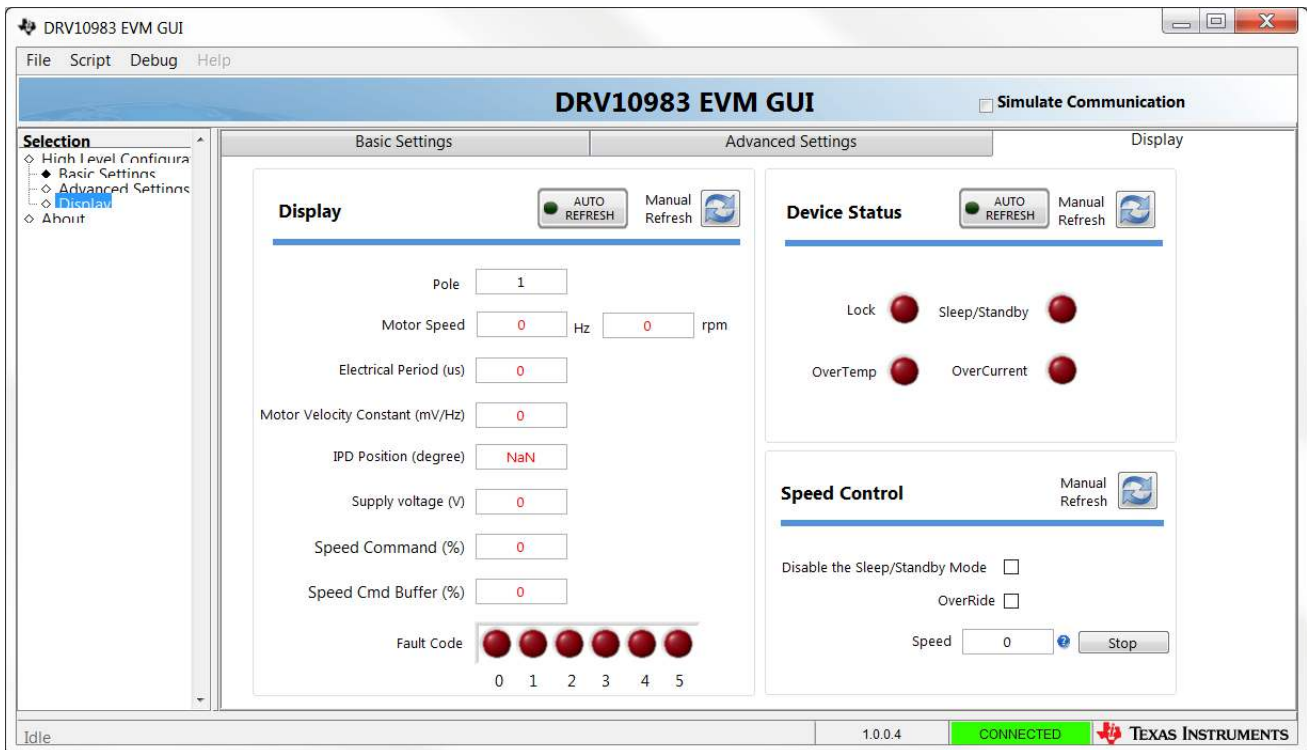 DRV10983 EVM GUI
File Script Debug Help
DRV10983 EVM GUI
Simulate Communication
Selection
High Level Configura
Basic Settings
Advanced Settings
Display
About
Basic Settings
Advanced Settings
Display
Display
AUTO REFRESH
Manual Refresh
Pole 1
Motor Speed 0 Hz 0 rpm
Electrical Period (us) 0
Motor Velocity Constant (mV/Hz) 0
IPD Position (degree) NaN
Supply voltage (V) 0
Speed Command (%) 0
Speed Cmd Buffer (%) 0
Fault Code
0 1 2 3 4 5
Device Status
AUTO REFRESH
Manual Refresh
Lock Sleep/Standby
OverTemp OverCurrent
Speed Control
Manual Refresh
Disable the Sleep/Standby Mode
OverRide
Speed 0 ? Stop
Idle 1.0.0.4 CONNECTED TEXAS INSTRUMENTS